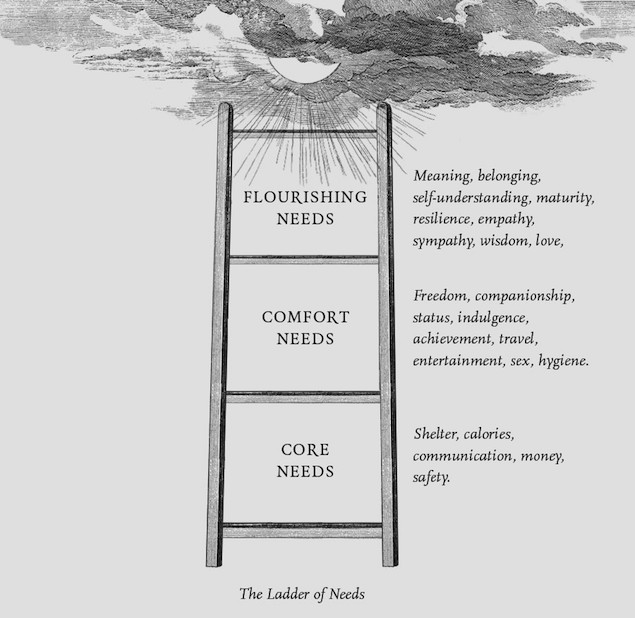 FLOURISHING
NEEDS
Meaning, belonging,
self-understanding, maturity,
resilience, empathy,
sympathy, wisdom, love,
COMFORT
NEEDS
Freedom, companionship,
status, indulgence,
achievement, travel,
entertainment, sex, hygiene.
CORE
NEEDS
Shelter, calories,
communication, money,
safety.
The Ladder of Needs